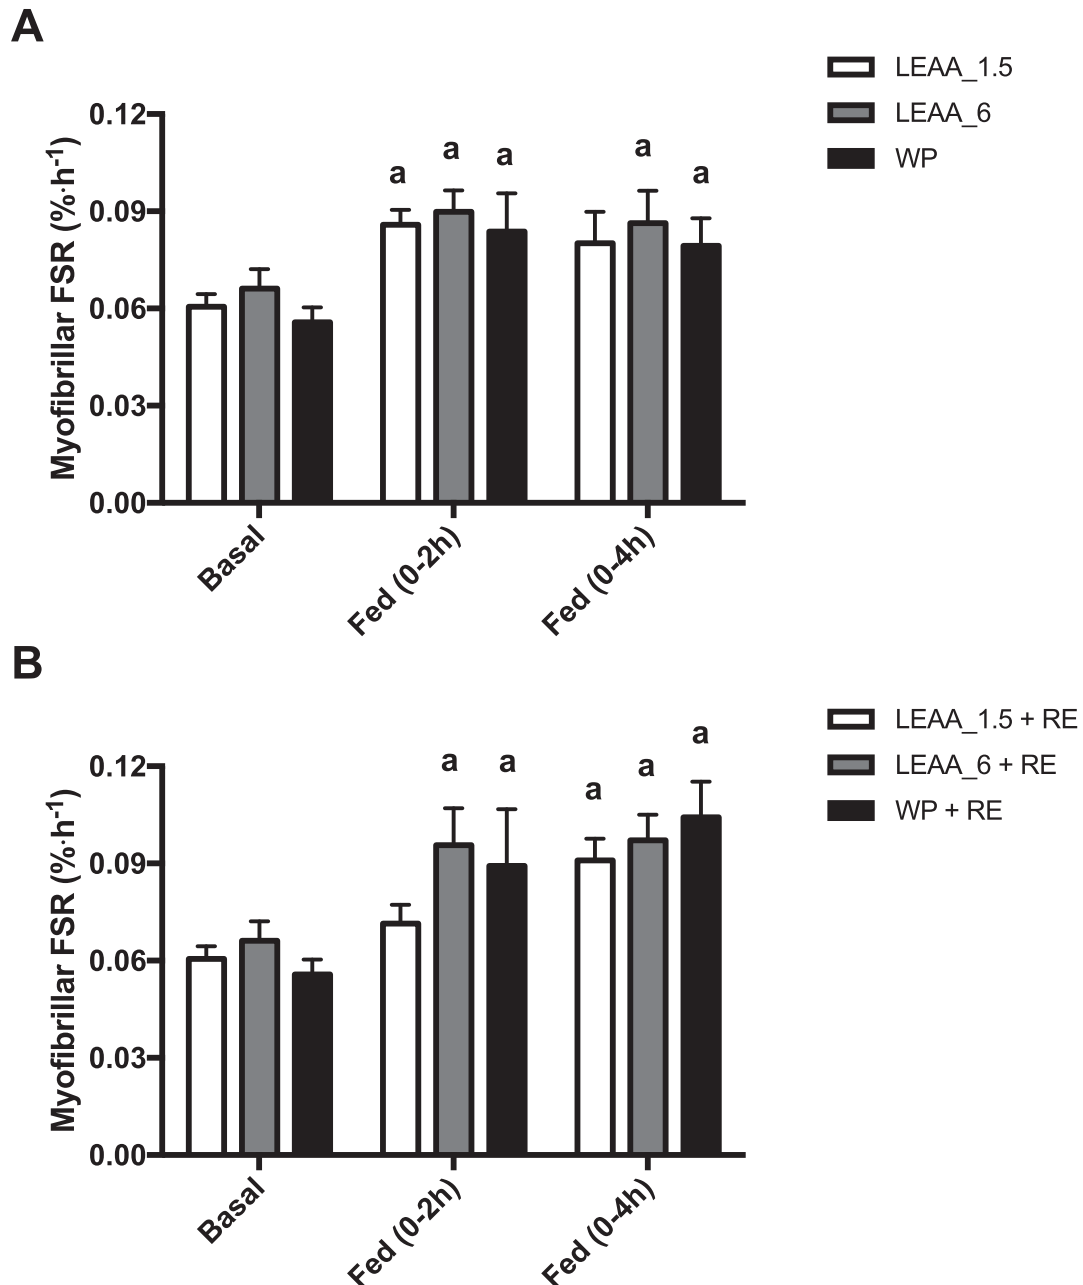 A
LEAA_1.5
LEAA_6
WP
0.12
0.09
0.06
0.03
0.00
Myofibrillar FSR (%·h-1)
a
a
a
a
a
Basal
Fed (0-2h)
Fed (0-4h)
B
LEAA_1.5 + RE
LEAA_6 + RE
WP + RE
0.12
0.09
0.06
0.03
0.00
Myofibrillar FSR (%·h-1)
a
a
a
a
a
Basal
Fed (0-2h)
Fed (0-4h)